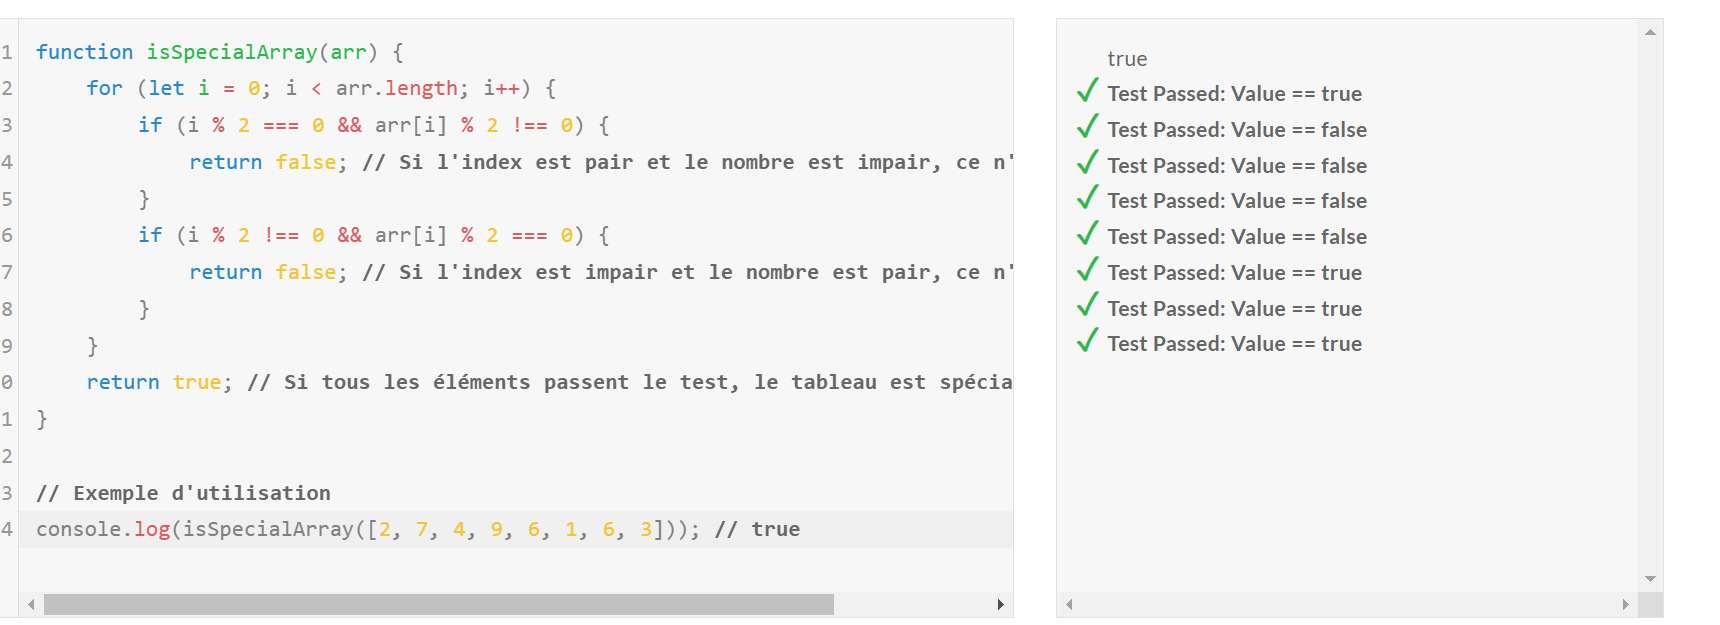 1 function isSpecialArray(arr) {
2 for (let i = 0; i < arr.length; i++) {
3 if (i % 2 === 0 && arr[i] % 2 !== 0) {
4 return false; // Si l'index est pair et le nombre est impair, ce n'
5 }
6 if (i % 2 !== 0 && arr[i] % 2 === 0) {
7 return false; // Si l'index est impair et le nombre est pair, ce n'
8 }
9 }
0 return true; // Si tous les éléments passent le test, le tableau est spécia
1 }
2
3 // Exemple d'utilisation
4 console.log(isSpecialArray([2, 7, 4, 9, 6, 1, 6, 3])); // true
true
Test Passed: Value == true
Test Passed: Value == false
Test Passed: Value == false
Test Passed: Value == false
Test Passed: Value == false
Test Passed: Value == true
Test Passed: Value == true
Test Passed: Value == true